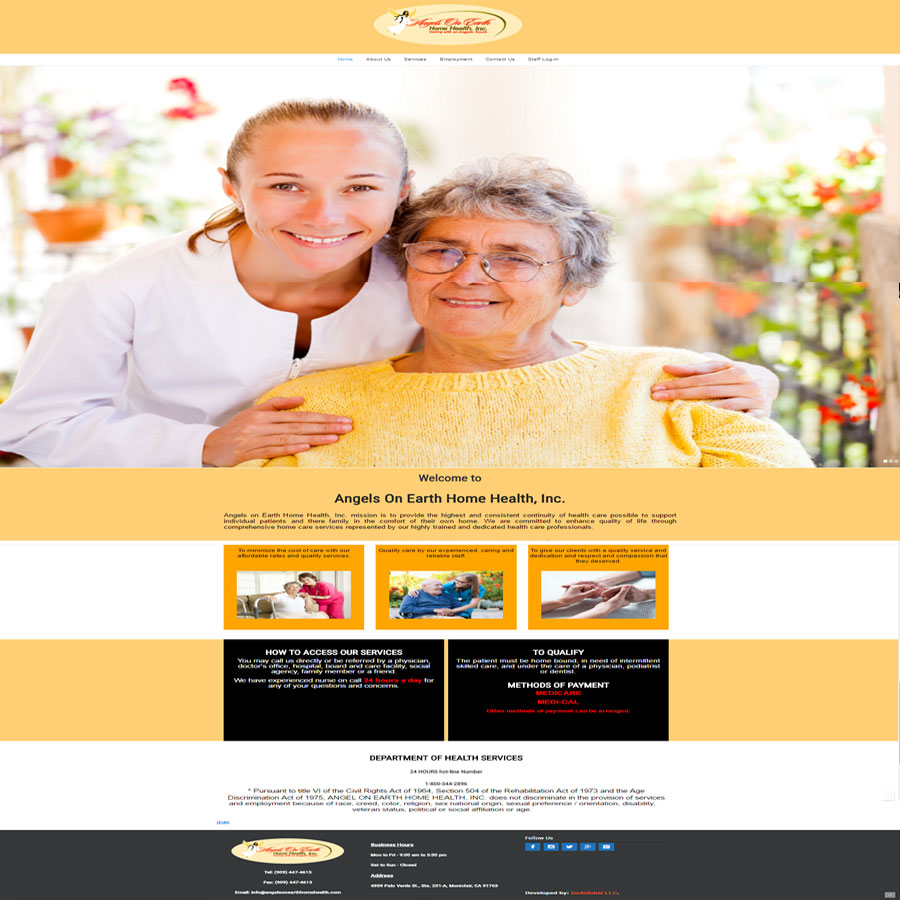 Angels On Earth
Home Health, Inc.
Caring with an Angels Touch
Home About Us Services Employment Contact Us Staff Log-in
Welcome to
Angels On Earth Home Health, Inc.
Angels on Earth Home Health, Inc. mission is to provide the highest and consistent continuity of health care possible to support
individual patients and there family in the comfort of their own home. We are committed to enhance quality of life through
comprehensive home care services represented by our highly trained and dedicated health care professionals.
To minimize the cost of care with our
affordable rates and quality services.
Quality care by our experienced, caring and
reliable staff.
To give our clients with a quality service and
dedication and respect and compassion that
they deserved.
HOW TO ACCESS OUR SERVICES
You may call us directly or be referred by a physician,
doctor's office, hospital, board and care facility, social
agency, family member or a friend.
We have experienced nurse on call 24 hours a day for
any of your questions and concerns.
TO QUALIFY
The patient must be home bound, in need of intermittent
skilled care, and under the care of a physician, podiatrist
or dentist.
METHODS OF PAYMENT
MEDICARE
MEDI-CAL
Other methods of payment can be arranged.
DEPARTMENT OF HEALTH SERVICES
24 HOURS hot-line Number
1-800-344-2896
* Pursuant to title VI of the Civil Rights Act of 1964, Section 504 of the Rehabilitation Act of 1973 and the Age
Discrimination Act of 1975, ANGEL ON EARTH HOME HEALTH, INC. does not discriminate in the provision of services
and employment because of race, creed, color, religion, sex national origin, sexual preference / orientation, disability,
veteran status, political or social affiliation or age
Angels On Earth
Home Health, Inc.
Tel: (909) 447-4615
Fax: (909) 447-4615
Email: info@angelsonearthhomehealth.com
Business Hours
Mon to Fri - 9:00 am to 5:00 pm
Sat to Sun - Closed
Address
4959 Palo Verde St., Ste. 201-A, Montclair, CA 91763
Follow Us
Developed by: Go4Global LLC.